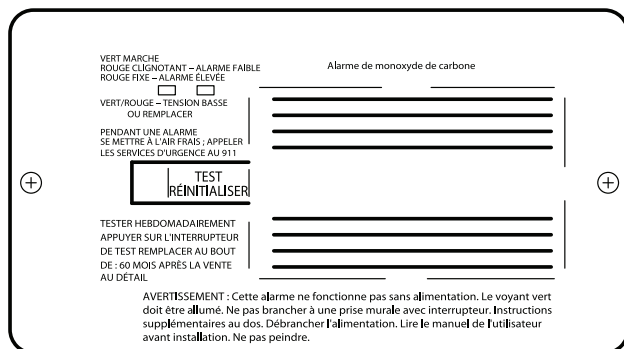 VERT MARCHE
ROUGE CLIGNOTANT – ALARME FAÍBLE
ROUGE FIXE – ALARME ÉLEVÉE
VERT/ROUGE – TENSION BASSE
OU REMPLACER
PENDANT UNE ALARME
SE METTRE À L'AIR FRAIS ; APPELER
LES SERVICES D'URGENCE AU 911
TEST
RÉINITIALISER
TESTER HEBDOMADAIREMENT
APPUYER SUR L'INTERRUPTEUR
DE TEST REMPLACER AU BOUT
DE : 60 MOIS APRÈS LA VENTE
AU DÉTAIL
Alarme de monoxyde de carbone
AVERTISSEMENT : Cette alarme ne fonctionne pas sans alimentation. Le voyant vert
doit être allumé. Ne pas brancher à une prise murale avec interrupteur. Instructions
supplémentaires au dos. Débrancher l'alimentation. Lire le manuel de l'utilisateur
avant installation. Ne pas peindre.